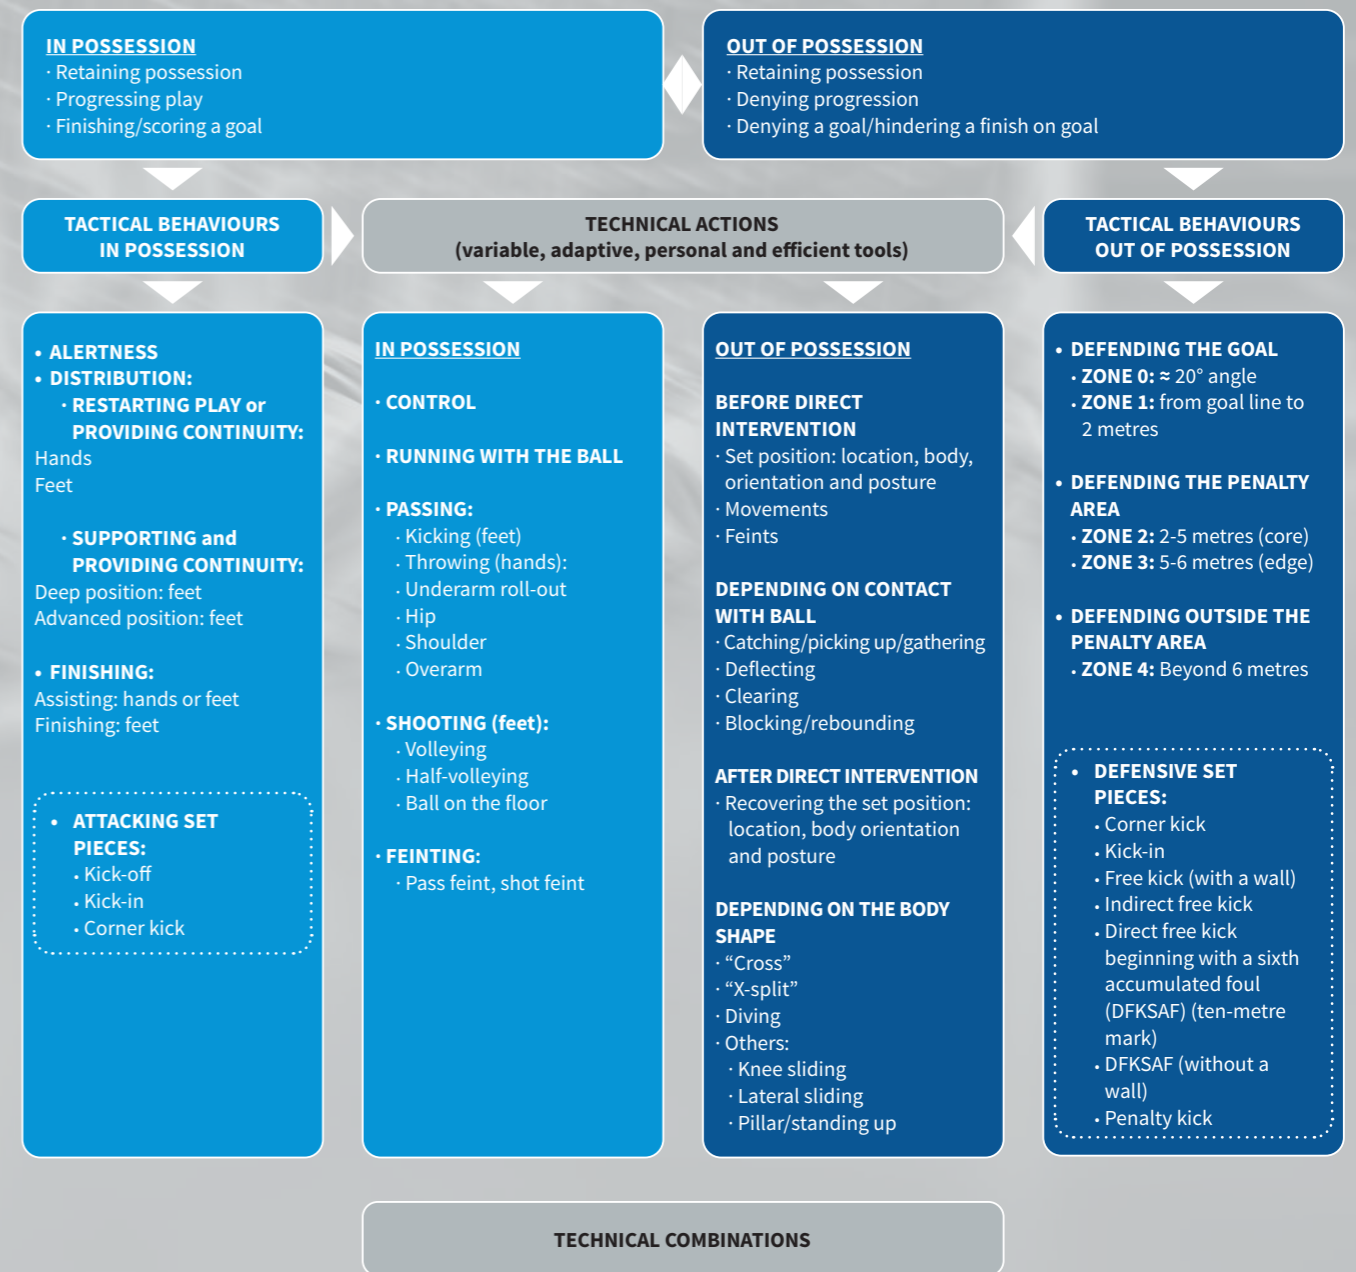 IN POSSESSION
· Retaining possession
· Progressing play
· Finishing/scoring a goal
OUT OF POSSESSION
· Retaining possession
· Denying progression
· Denying a goal/hindering a finish on goal
TACTICAL BEHAVIOURS
IN POSSESSION
TECHNICAL ACTIONS
(variable, adaptive, personal and efficient tools)
TACTICAL BEHAVIOURS
OUT OF POSSESSION
• ALERTNESS
• DISTRIBUTION:
· RESTARTING PLAY or
PROVIDING CONTINUITY:
Hands
Feet
· SUPPORTING and
PROVIDING CONTINUITY:
Deep position: feet
Advanced position: feet
• FINISHING:
Assisting: hands or feet
Finishing: feet
• ATTACKING SET
PIECES:
• Kick-off
• Kick-in
• Corner kick
IN POSSESSION
· CONTROL
· RUNNING WITH THE BALL
· PASSING:
· Kicking (feet)
· Throwing (hands):
· Underarm roll-out
· Hip
· Shoulder
· Overarm
· SHOOTING (feet):
· Volleying
· Half-volleying
· Ball on the floor
· FEINTING:
· Pass feint, shot feint
OUT OF POSSESSION
BEFORE DIRECT
INTERVENTION
· Set position: location, body,
orientation and posture
· Movements
· Feints
DEPENDING ON CONTACT
WITH BALL
· Catching/picking up/gathering
· Deflecting
· Clearing
· Blocking/rebounding
AFTER DIRECT INTERVENTION
· Recovering the set position:
location, body orientation
and posture
DEPENDING ON THE BODY
SHAPE
· “Cross”
· “X-split”
· Diving
· Others:
· Knee sliding
· Lateral sliding
· Pillar/standing up
• DEFENDING THE GOAL
• ZONE 0: ≈ 20° angle
• ZONE 1: from goal line to
2 metres
• DEFENDING THE PENALTY
AREA
• ZONE 2: 2-5 metres (core)
• ZONE 3: 5-6 metres (edge)
• DEFENDING OUTSIDE THE
PENALTY AREA
• ZONE 4: Beyond 6 metres
• DEFENSIVE SET
PIECES:
• Corner kick
• Kick-in
• Free kick (with a wall)
• Indirect free kick
• Direct free kick
beginning with a sixth
accumulated foul
(DFKSAF) (ten-metre
mark)
• DFKSAF (without a
wall)
• Penalty kick
TECHNICAL COMBINATIONS